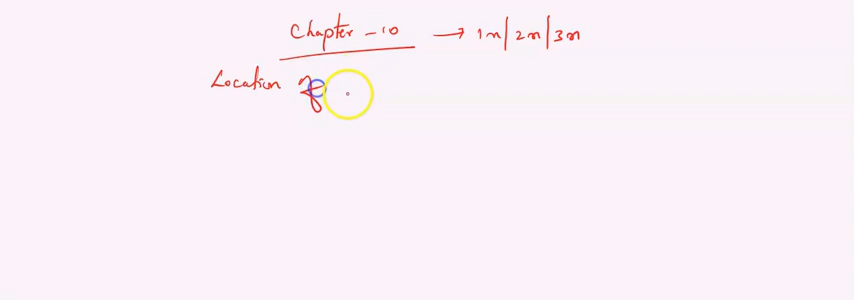 Chapter - 10 → 1m | 2m | 3m
Location of